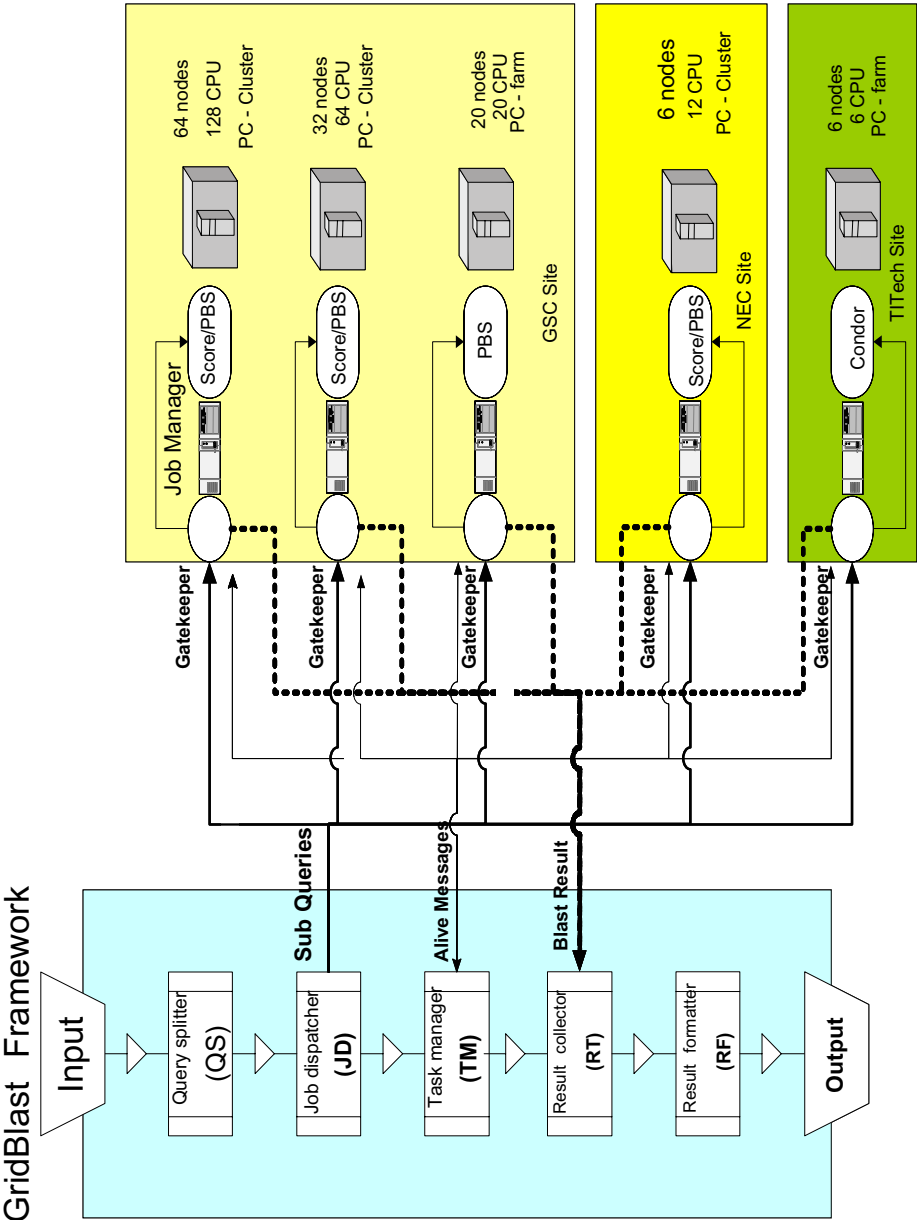 GridBlast Framework
Input
Query splitter
(QS)
Job dispatcher
(JD)
Task manager
(TM)
Result collector
(RT)
Result formatter
(RF)
Output
Sub Queries
Alive Messages
Blast Result
Gatekeeper
Gatekeeper
Gatekeeper
Gatekeeper
Gatekeeper
Job Manager
Score/PBS
64 nodes
128 CPU
PC - Cluster
Score/PBS
32 nodes
64 CPU
PC - Cluster
PBS
20 nodes
20 CPU
PC - farm
GSC Site
Score/PBS
6 nodes
12 CPU
PC - Cluster
NEC Site
Condor
6 nodes
6 CPU
PC - farm
TITech Site